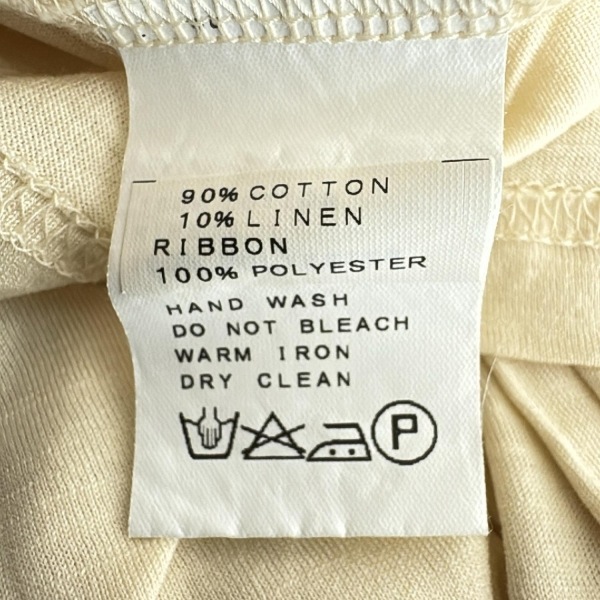 90% COTTON
10% LINEN
RIBBON
100% POLYESTER
HAND WASH
DO NOT BLEACH
WARM IRON
DRY CLEAN
P